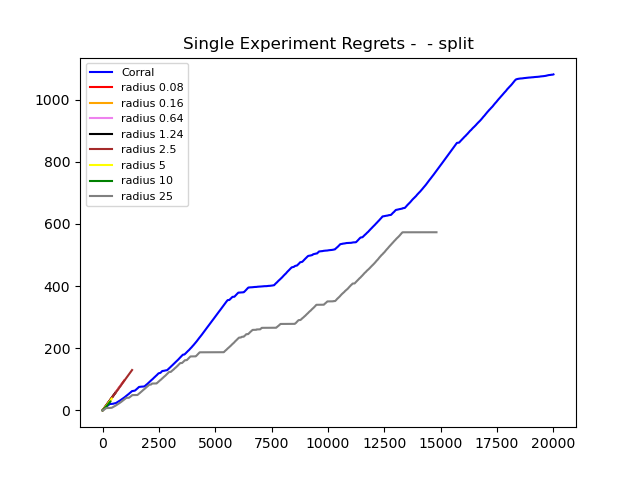 Single Experiment Regrets -  - split
Corral
radius 0.08
radius 0.16
radius 0.64
radius 1.24
radius 2.5
radius 5
radius 10
radius 25
1000
800
600
400
200
0
0 2500 5000 7500 10000 12500 15000 17500 20000